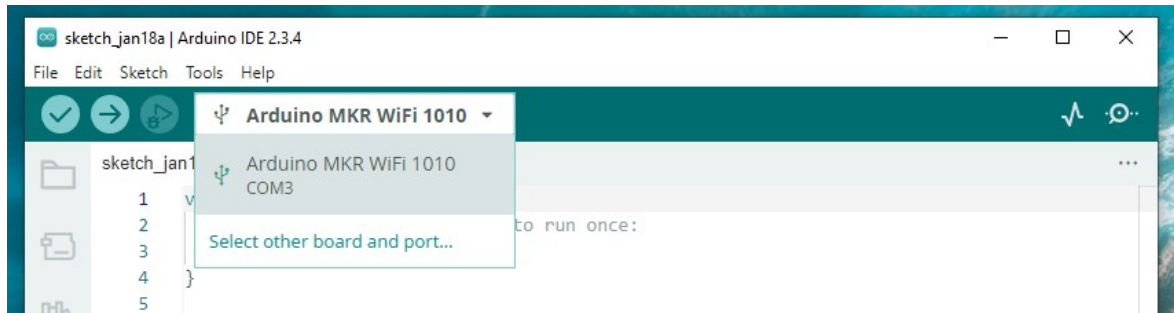 sketch_jan18a | Arduino IDE 2.3.4
File Edit Sketch Tools Help
Arduino MKR WiFi 1010
sketch_jan1
Arduino MKR WiFi 1010
COM3
Select other board and port...
1 v
2 to run once:
3
4 }
5